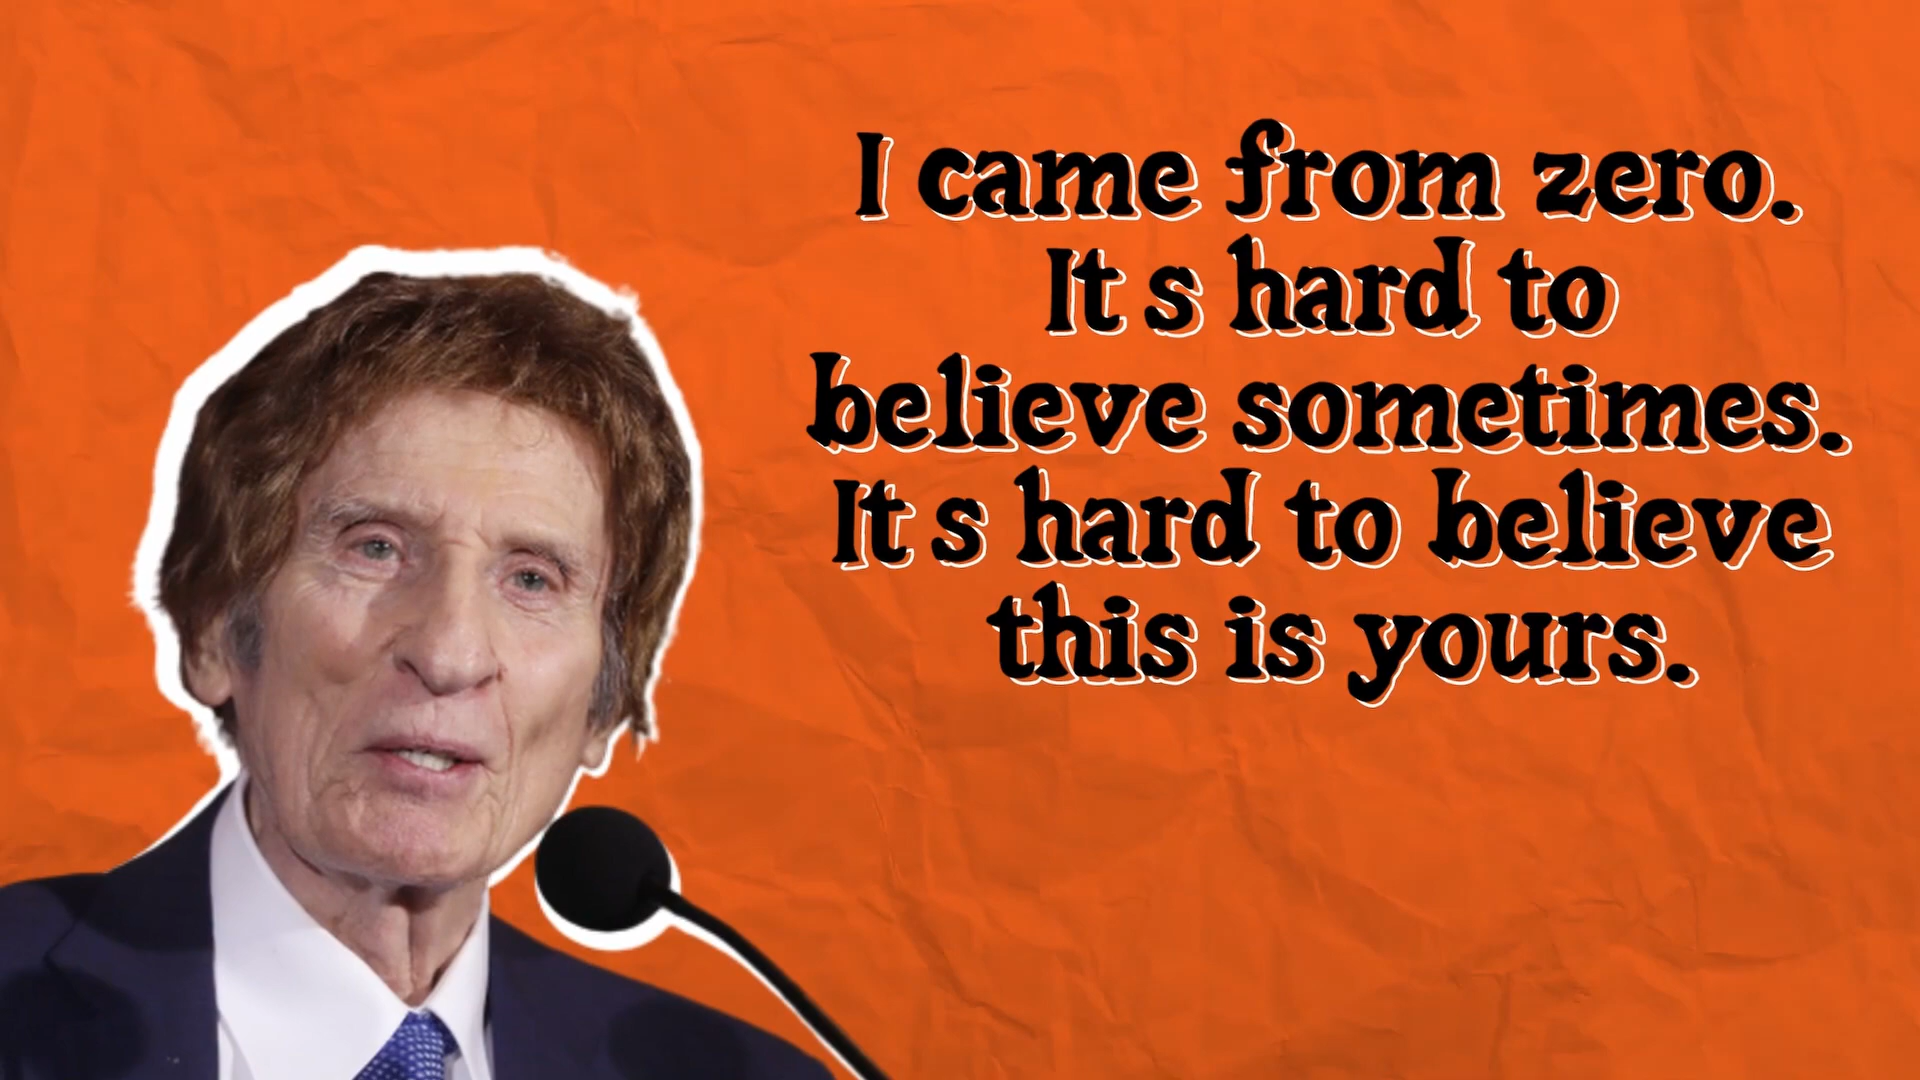 I came from zero.
It s hard to
believe sometimes.
It s hard to believe
this is yours.